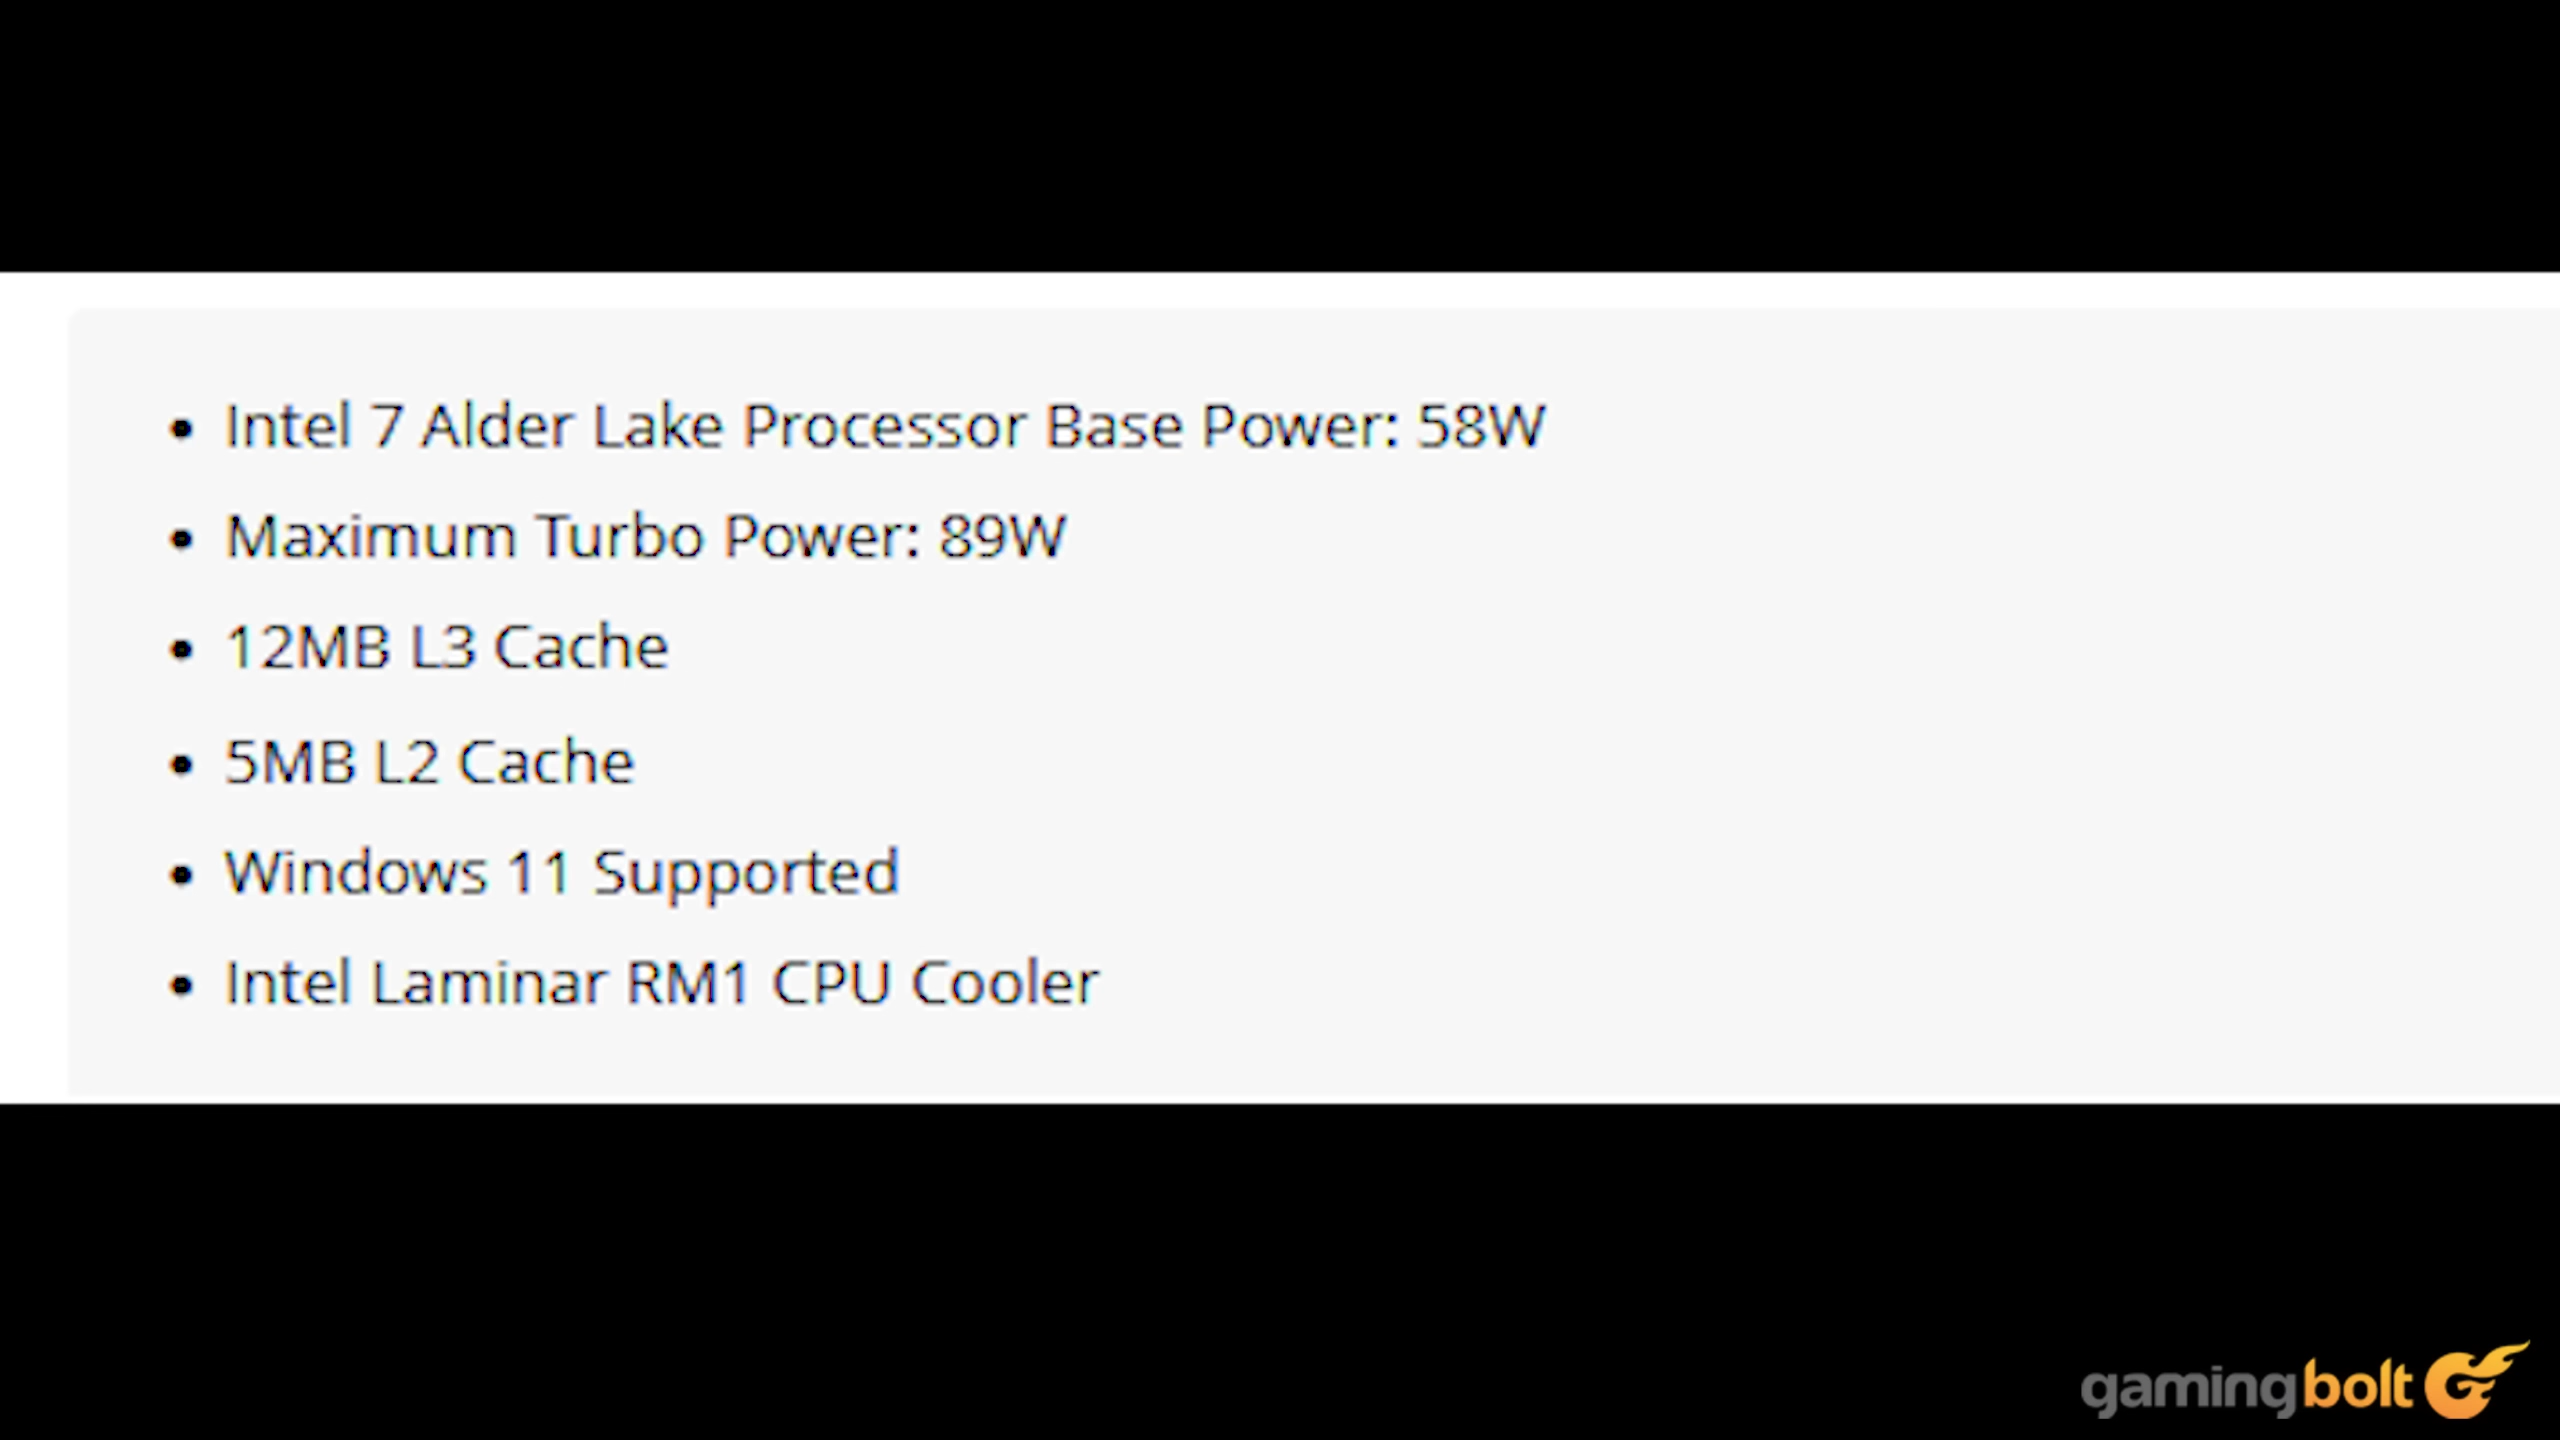 • Intel 7 Alder Lake Processor Base Power: 58W
• Maximum Turbo Power: 89W
• 12MB L3 Cache
• 5MB L2 Cache
• Windows 11 Supported
• Intel Laminar RM1 CPU Cooler
gamingbolt